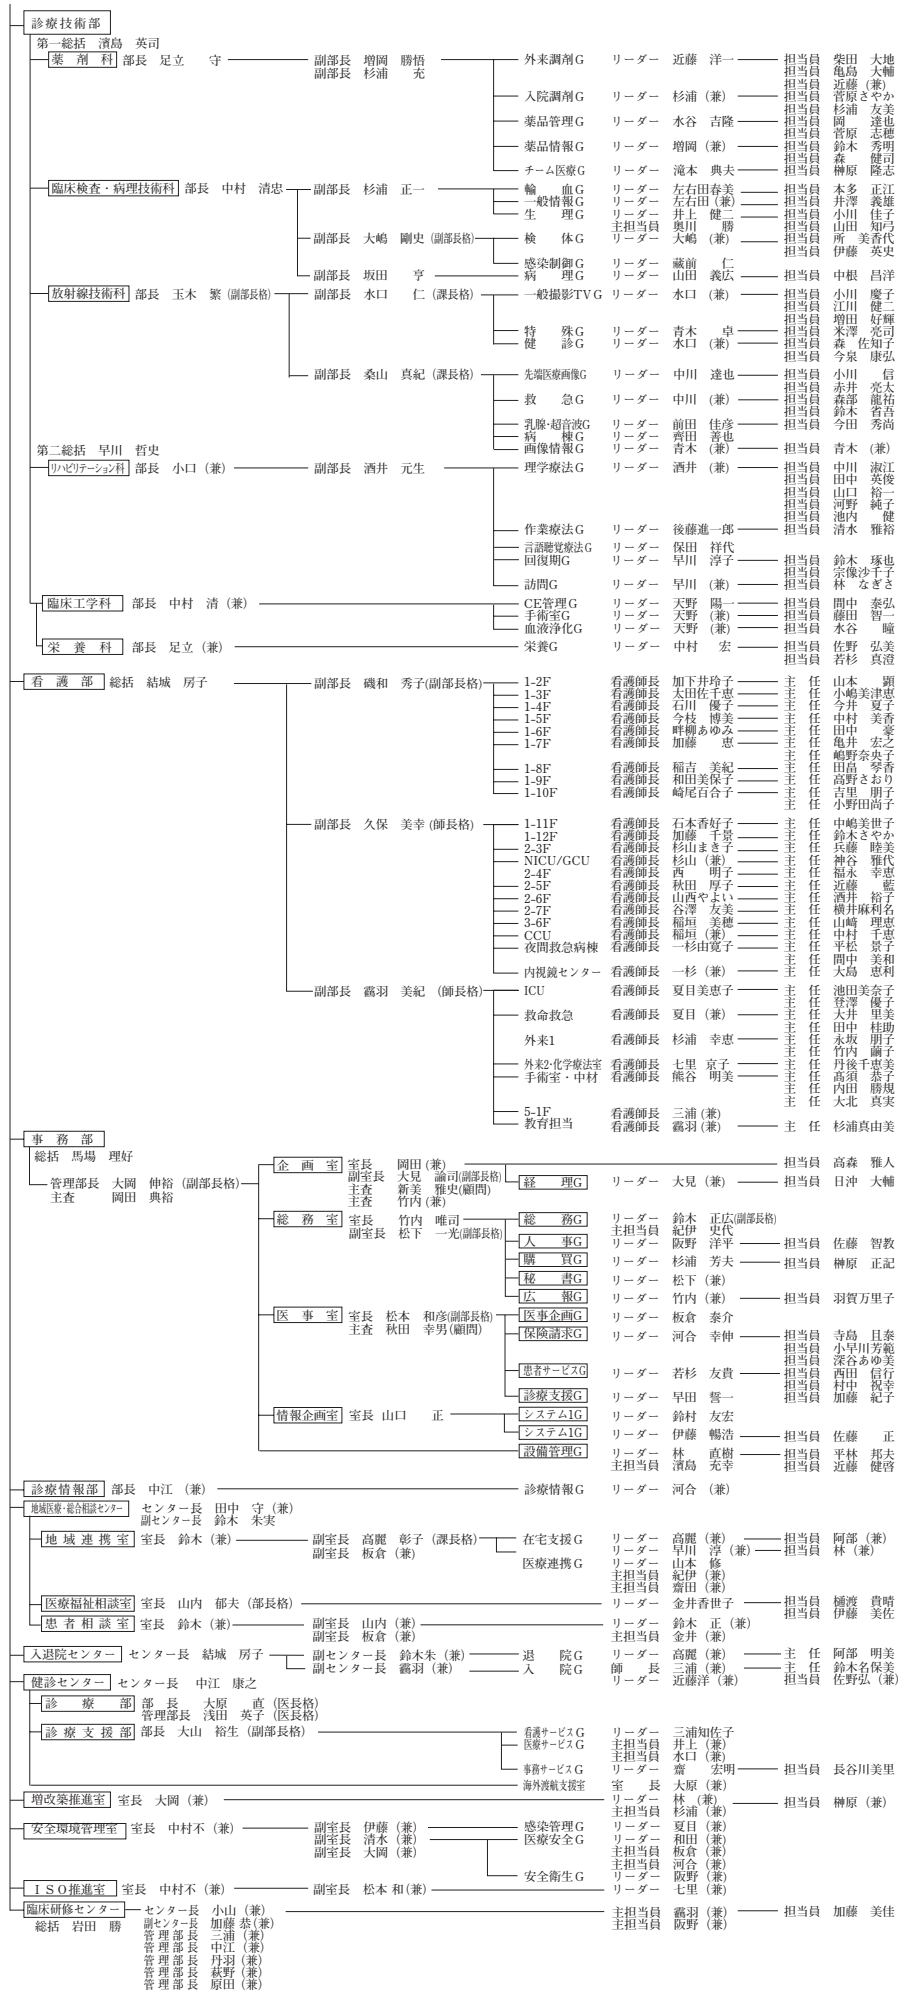 診療技術部
第一総括 濱島 英司
薬剤科 部長 足立 守 副部長 増岡 勝悟 外来調剤G リーダー 近藤 洋一 担当員 柴田 大地
副部長 杉浦 充 担当員 亀島 大輔
担当員 近藤（兼）
入院調剤G リーダー 杉浦（兼） 担当員 菅原さやか
担当員 杉浦 友美
薬品管理G リーダー 水谷 吉隆 担当員 岡 達也
担当員 菅原 志穂
薬品情報G リーダー 増岡（兼） 担当員 鈴木 秀明
担当員 森 健司
チーム医療G リーダー 滝本 典夫 担当員 榊原 隆志
臨床検査・病理技術科 部長 中村 清忠 副部長 杉浦 正一 輸血G リーダー 左右田春美 担当員 本多 正江
一般情報G リーダー 左右田（兼） 担当員 井澤 義雄
生理G リーダー 井上 健二 担当員 小川 佳子
主担当員 奥川 勝 担当員 山田 知弓
副部長 大嶋 剛史（副部長格） 検体G リーダー 大嶋（兼） 担当員 所 美香代
担当員 伊藤 英史
感染制御G リーダー 蔵前 仁
副部長 坂田 亨 病理G リーダー 山田 義広 担当員 中根 昌洋
放射線技術科 部長 玉木 繁（副部長格） 副部長 水口 仁（課長格） 一般撮影TVG リーダー 水口（兼） 担当員 小川 慶子
担当員 江川 健二
担当員 増田 好輝
特殊G リーダー 青木 卓 担当員 米澤 亮司
健診G リーダー 水口（兼） 担当員 森 佐知子
担当員 今泉 康弘
副部長 桑山 真紀（課長格） 先端医療画像G リーダー 中川 達也 担当員 小川 信
担当員 赤井 亮太
救急G リーダー 中川（兼） 担当員 森部 龍祐
担当員 鈴木 省吾
乳腺・超音波G リーダー 前田 佳彦 担当員 今田 秀尚
病棟G リーダー 齊田 善也
画像情報G リーダー 青木（兼） 担当員 青木（兼）
第二総括 早川 哲史
リハビリテーション科 部長 小口（兼） 副部長 酒井 元生 理学療法G リーダー 酒井（兼） 担当員 中川 淑江
担当員 田中 英俊
担当員 山口 裕一
担当員 河野 純子
担当員 池内 健
作業療法G リーダー 後藤進一郎 担当員 清水 雅裕
言語聴覚療法G リーダー 保田 祥代
回復期G リーダー 早川 淳子 担当員 鈴木 琢也
担当員 宗像沙千子
訪問G リーダー 早川（兼） 担当員 林 なぎさ
臨床工学科 部長 中村 清（兼） CE管理G リーダー 天野 陽一 担当員 間中 泰弘
手術室G リーダー 天野（兼） 担当員 藤田 智一
血液浄化G リーダー 天野（兼） 担当員 水谷 瞳
栄養科 部長 足立（兼） 栄養G リーダー 中村 宏 担当員 佐野 弘美
担当員 若杉 真澄
看護部 総括 結城 房子 副部長 磯和 秀子(副部長格) 1-2F 看護師長 加下井玲子 主任 山本 顕
1-3F 看護師長 太田佐千恵 主任 小嶋美津恵
1-4F 看護師長 石川 優子 主任 今井 夏子
1-5F 看護師長 今枝 博美 主任 中村 美香
1-6F 看護師長 畔柳あゆみ 主任 田中 豪
1-7F 看護師長 加藤 恵 主任 亀井 宏之
主任 嶋野奈央子
1-8F 看護師長 稲吉 美紀 主任 田畠 琴香
1-9F 看護師長 和田美保子 主任 高野さおり
1-10F 看護師長 崎尾百合子 主任 吉里 朋子
主任 小野田尚子
副部長 久保 美幸（師長格） 1-11F 看護師長 石本香好子 主任 中嶋美世子
1-12F 看護師長 加藤 千景 主任 鈴木さやか
2-3F 看護師長 杉山まき子 主任 兵藤 睦美
NICU/GCU 看護師長 杉山（兼） 主任 神谷 雅代
2-4F 看護師長 西 明子 主任 福永 幸恵
2-5F 看護師長 秋田 厚子 主任 近藤 藍
2-6F 看護師長 山西やよい 主任 酒井 裕子
2-7F 看護師長 谷澤 友美 主任 横井麻利名
3-6F 看護師長 稲垣 美穂 主任 山﨑 理恵
CCU 看護師長 稲垣（兼） 主任 中村 千恵
夜間救急病棟 看護師長 一杉由寛子 主任 平松 景子
主任 間中 美和
内視鏡センター 看護師長 一杉（兼） 主任 大島 恵利
副部長 靍羽 美紀（師長格） ICU 看護師長 夏目美恵子 主任 池田美奈子
主任 登澤 優子
救命救急 看護師長 夏目（兼） 主任 大井 里美
主任 田中 桂助
外来1 看護師長 杉浦 幸恵 主任 永坂 朋子
主任 竹内 繭子
外来2・化学療法室 看護師長 七里 京子 主任 丹後千恵美
手術室・中材 看護師長 熊谷 明美 主任 髙須 恭子
主任 内田 勝規
主任 大北 真実
5-1F 看護師長 三浦（兼）
教育担当 看護師長 靍羽（兼） 主任 杉浦真由美
事務部
総括 馬場 理好
企画室 室長 岡田（兼） 担当員 高森 雅人
管理部長 大岡 伸裕（副部長格） 副室長 大見 諭司(副部長格) 経理G リーダー 大見（兼） 担当員 日沖 大輔
主査 岡田 典裕 主査 新美 雅史(顧問)
主査 竹内（兼）
総務室 室長 竹内 唯司 総務G リーダー 鈴木 正広(副部長格)
副室長 松下 一光(副部長格) 主担当員 紀伊 史代
人事G リーダー 阪野 洋平 担当員 佐藤 智教
購買G リーダー 杉浦 芳夫 担当員 榊原 正記
秘書G リーダー 松下（兼）
広報G リーダー 竹内（兼） 担当員 羽賀万里子
医事室 室長 松本 和彦(副部長格) 医事企画G リーダー 板倉 泰介
主査 秋田 幸男(顧問) 保険請求G リーダー 河合 幸伸 担当員 寺島 且泰
担当員 小早川芳範
担当員 深谷あゆ美
患者サービスG リーダー 若杉 友貴 担当員 西田 信行
担当員 村中 祝幸
診療支援G リーダー 早田 誓一 担当員 加藤 紀子
情報企画室 室長 山口 正 システム1G リーダー 鈴村 友宏
システム1G リーダー 伊藤 暢浩 担当員 佐藤 正
設備管理G リーダー 林 直樹 担当員 平林 邦夫
主担当員 濱島 充幸 担当員 近藤 健啓
診療情報部 部長 中江（兼） 診療情報G リーダー 河合（兼）
地域医療・総合相談センター センター長 田中 守（兼）
副センター長 鈴木 朱実
地域連携室 室長 鈴木（兼） 副室長 高麗 彰子（課長格） 在宅支援G リーダー 高麗（兼） 担当員 阿部（兼）
副室長 板倉（兼） リーダー 早川 淳（兼） 担当員 林（兼）
医療連携G リーダー 山本 修
主担当員 紀伊（兼）
主担当員 齋田（兼）
医療福祉相談室 室長 山内 郁夫（部長格） リーダー 金井香世子 担当員 樋渡 貴晴
担当員 伊藤 美佐
患者相談室 室長 鈴木（兼） 副室長 山内（兼） リーダー 鈴木 正（兼）
副室長 板倉（兼） 主担当員 金井（兼）
入退院センター センター長 結城 房子 副センター長 鈴木朱（兼） 退院G リーダー 高麗（兼） 主任 阿部 明美
副センター長 靍羽（兼） 入院G 師長 三浦（兼） 主任 鈴木名保美
リーダー 近藤洋（兼） 担当員 佐野弘（兼）
健診センター センター長 中江 康之
診療部 部長 大原 直（医長格）
管理部長 浅田 英子（医長格）
診療支援部 部長 大山 裕生（副部長格） 看護サービスG リーダー 三浦知佐子
医療サービスG 主担当員 井上（兼）
主担当員 水口（兼）
事務サービスG リーダー 齋 宏明 担当員 長谷川美里
海外渡航支援室 室長 大原（兼）
増改築推進室 室長 大岡（兼） リーダー 林（兼） 担当員 榊原（兼）
主担当員 杉浦（兼）
安全環境管理室 室長 中村不（兼） 副室長 伊藤（兼） 感染管理G リーダー 夏目（兼）
副室長 清水（兼） 医療安全G リーダー 和田（兼）
副室長 大岡（兼） 主担当員 板倉（兼）
主担当員 河合（兼）
安全衛生G リーダー 阪野（兼）
ISO推進室 室長 中村不（兼） 副室長 松本 和(兼) リーダー 七里（兼）
臨床研修センター センター長 小山（兼） 主担当員 靍羽（兼） 担当員 加藤 美佳
総括 岩田 勝 副センター長 加藤 恭(兼) 主担当員 阪野（兼）
管理部長 三浦（兼）
管理部長 中江（兼）
管理部長 丹羽（兼）
管理部長 萩野（兼）
管理部長 原田（兼）